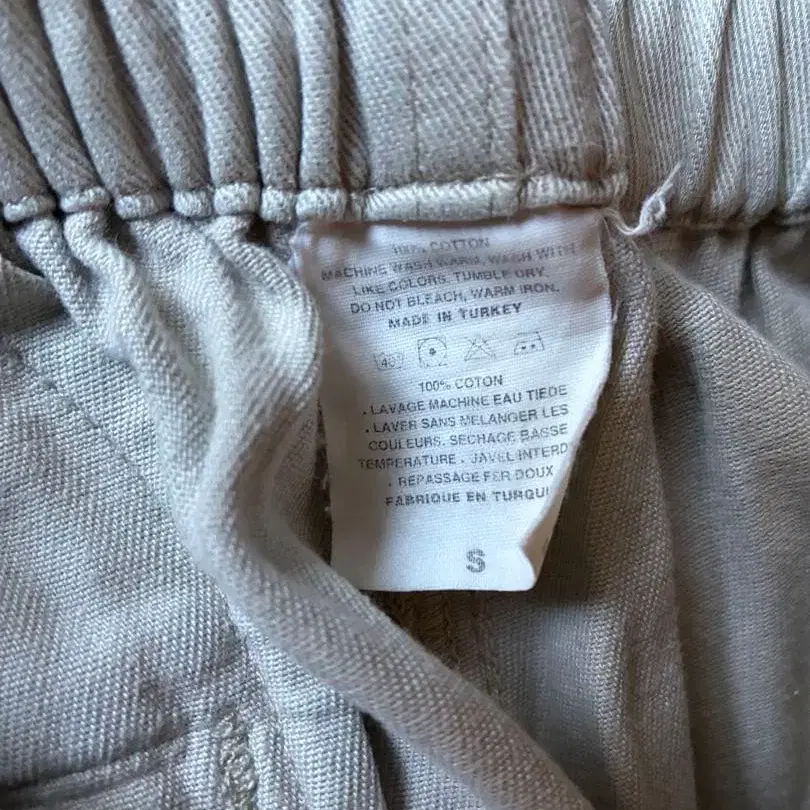 100% COTTON
MACHINE WASH WARM, WASH WITH
LIKE COLORS, TUMBLE DRY,
DO NOT BLEACH, WARM IRON.
MADE IN TURKEY
40°
100% COTON
. LAVAGE MACHINE EAU TIEDE
. LAVER SANS MELANGER LES
COULEURS. SECHAGE BASSE
TEMPERATURE . JAVEL INTERD
. REPASSAGE FER DOUX
FABRIQUE EN TURQUI
S